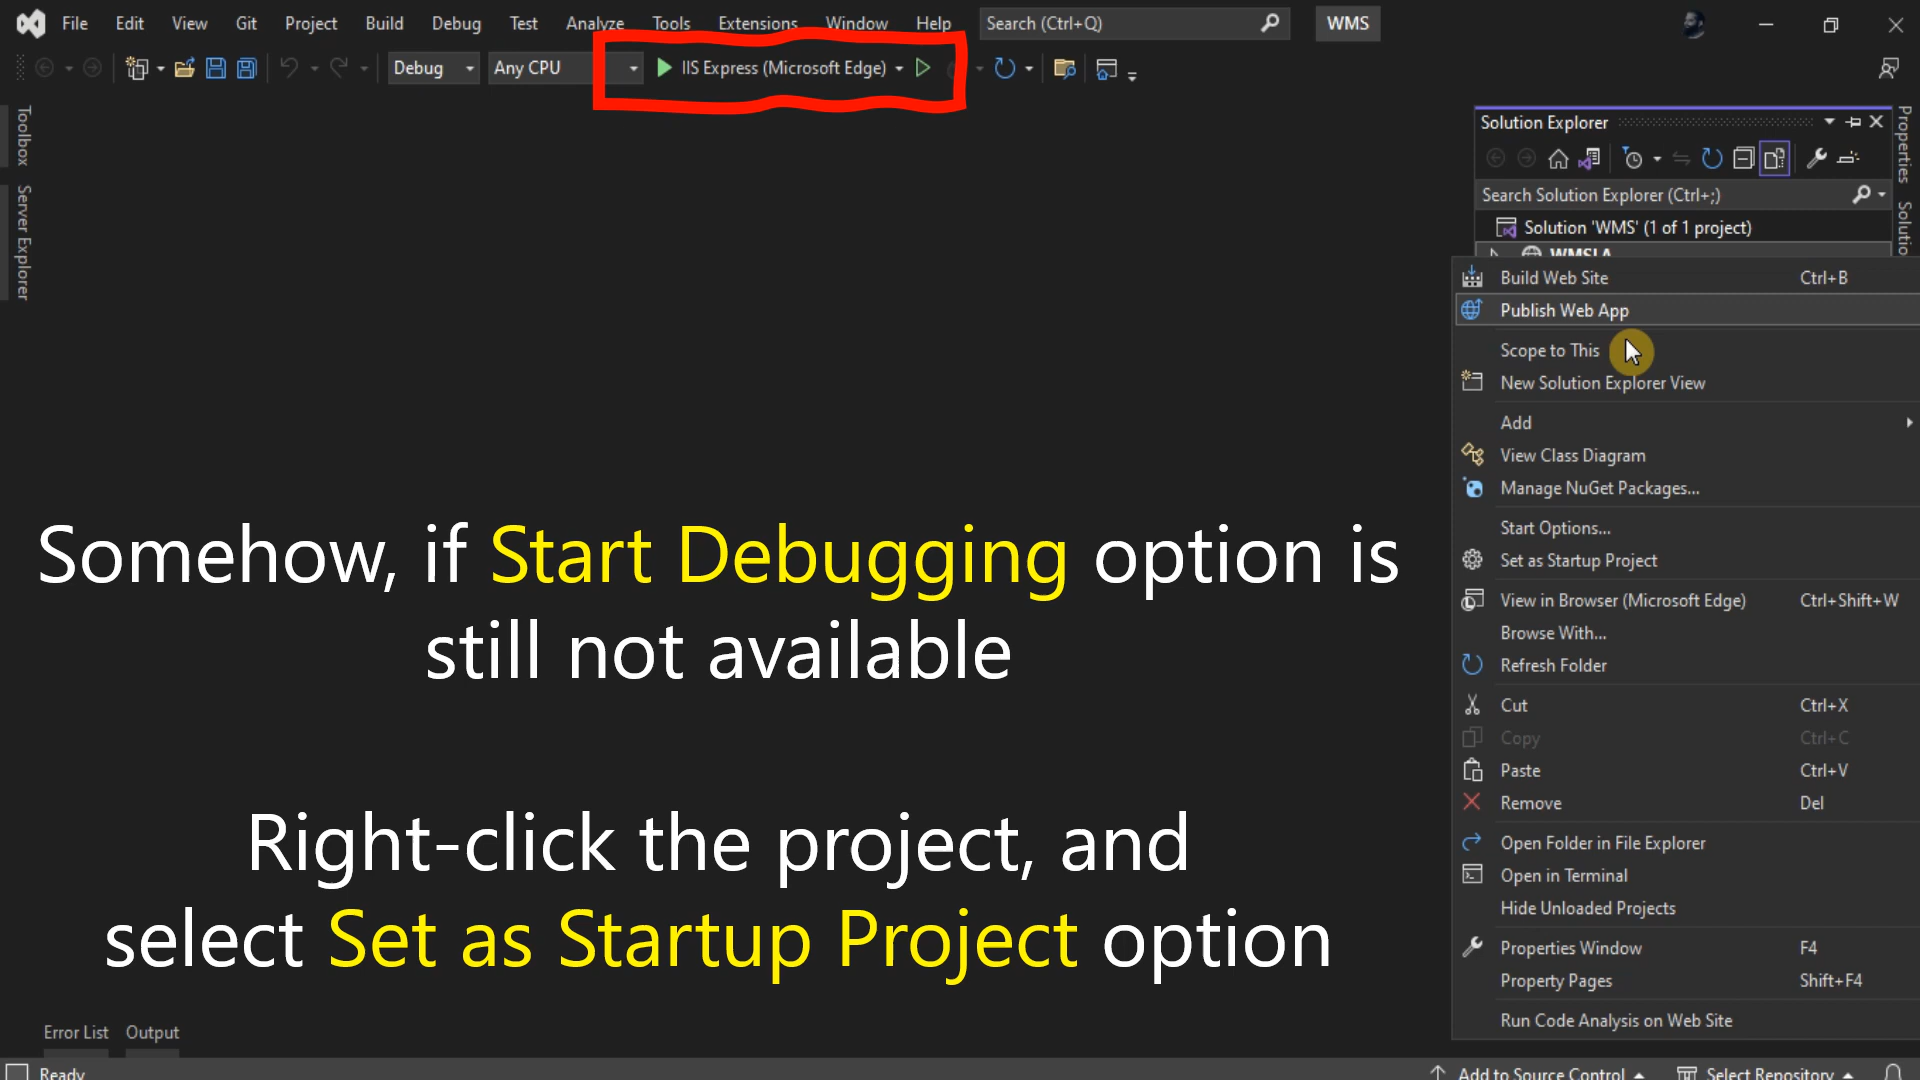 File Edit View Git Project Build Debug Test Analyze Tools Extensions Window Help Search (Ctrl+Q) WMS
Debug Any CPU IIS Express (Microsoft Edge)
Toolbox
Server Explorer
Solution Explorer
Search Solution Explorer (Ctrl+;)
Solution 'WMS' (1 of 1 project)
WMSLA
Properties
Build Web Site Ctrl+B
Publish Web App
Scope to This
New Solution Explorer View
Add
View Class Diagram
Manage NuGet Packages...
Start Options...
Set as Startup Project
View in Browser (Microsoft Edge) Ctrl+Shift+W
Browse With...
Refresh Folder
Cut Ctrl+X
Copy Ctrl+C
Paste Ctrl+V
Remove Del
Open Folder in File Explorer
Open in Terminal
Hide Unloaded Projects
Properties Window F4
Property Pages Shift+F4
Run Code Analysis on Web Site
Somehow, if Start Debugging option is
still not available
Right-click the project, and
select Set as Startup Project option
Error List Output
Ready Add to Source Control Select Repository